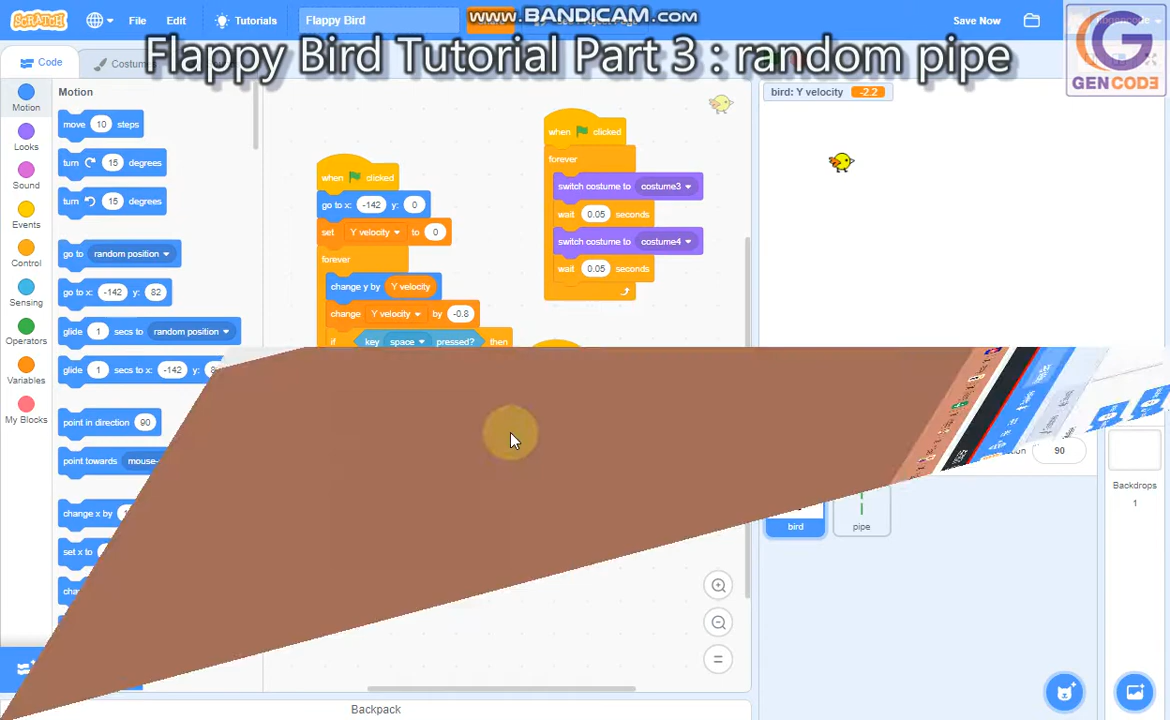 SCRATCH
File
Edit
Tutorials
Flappy Bird
WWW.BANDICAM.COM
Save Now
Flappy Bird Tutorial Part 3 : random pipe
GENCODE
Code
Motion
Looks
Sound
Events
Control
Sensing
Operators
Variables
My Blocks
Motion
move 10 steps
turn 15 degrees
turn 15 degrees
go to random position
go to x: -142 y: 82
glide 1 secs to random position
glide 1 secs to x: -142 y:
point in direction 90
point towards
change x by
set x to
when clicked
go to x: -142 y: 0
set Y velocity to 0
forever
change y by Y velocity
change Y velocity by -0.8
if key space pressed? then
when clicked
forever
switch costume to costume3
wait 0.05 seconds
switch costume to costume4
wait 0.05 seconds
bird: Y velocity -2.2
90
bird
pipe
Backdrops
1
Backpack